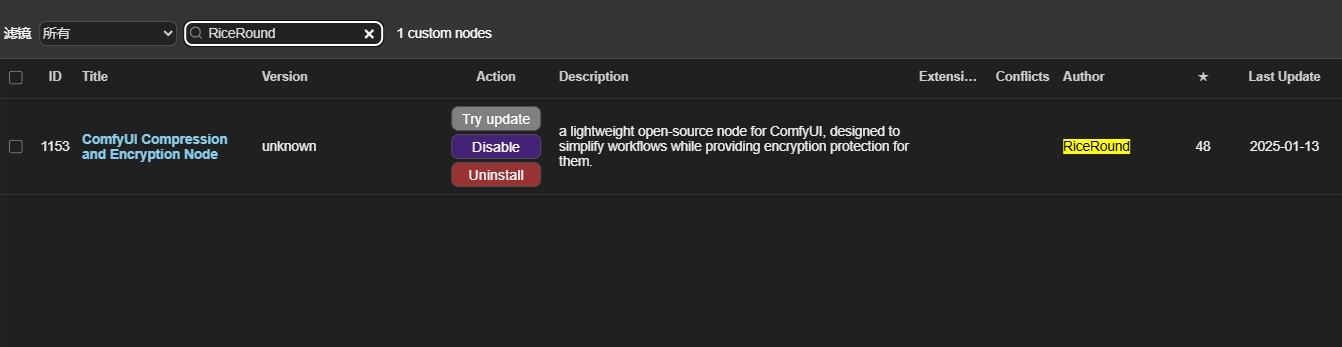 滤镜 所有 RiceRound 1 custom nodes
ID Title Version Action Description Extensi... Conflicts Author ★ Last Update
1153 ComfyUI Compression and Encryption Node unknown
Try update
Disable
Uninstall
a lightweight open-source node for ComfyUI, designed to
simplify workflows while providing encryption protection for
them.
RiceRound 48 2025-01-13